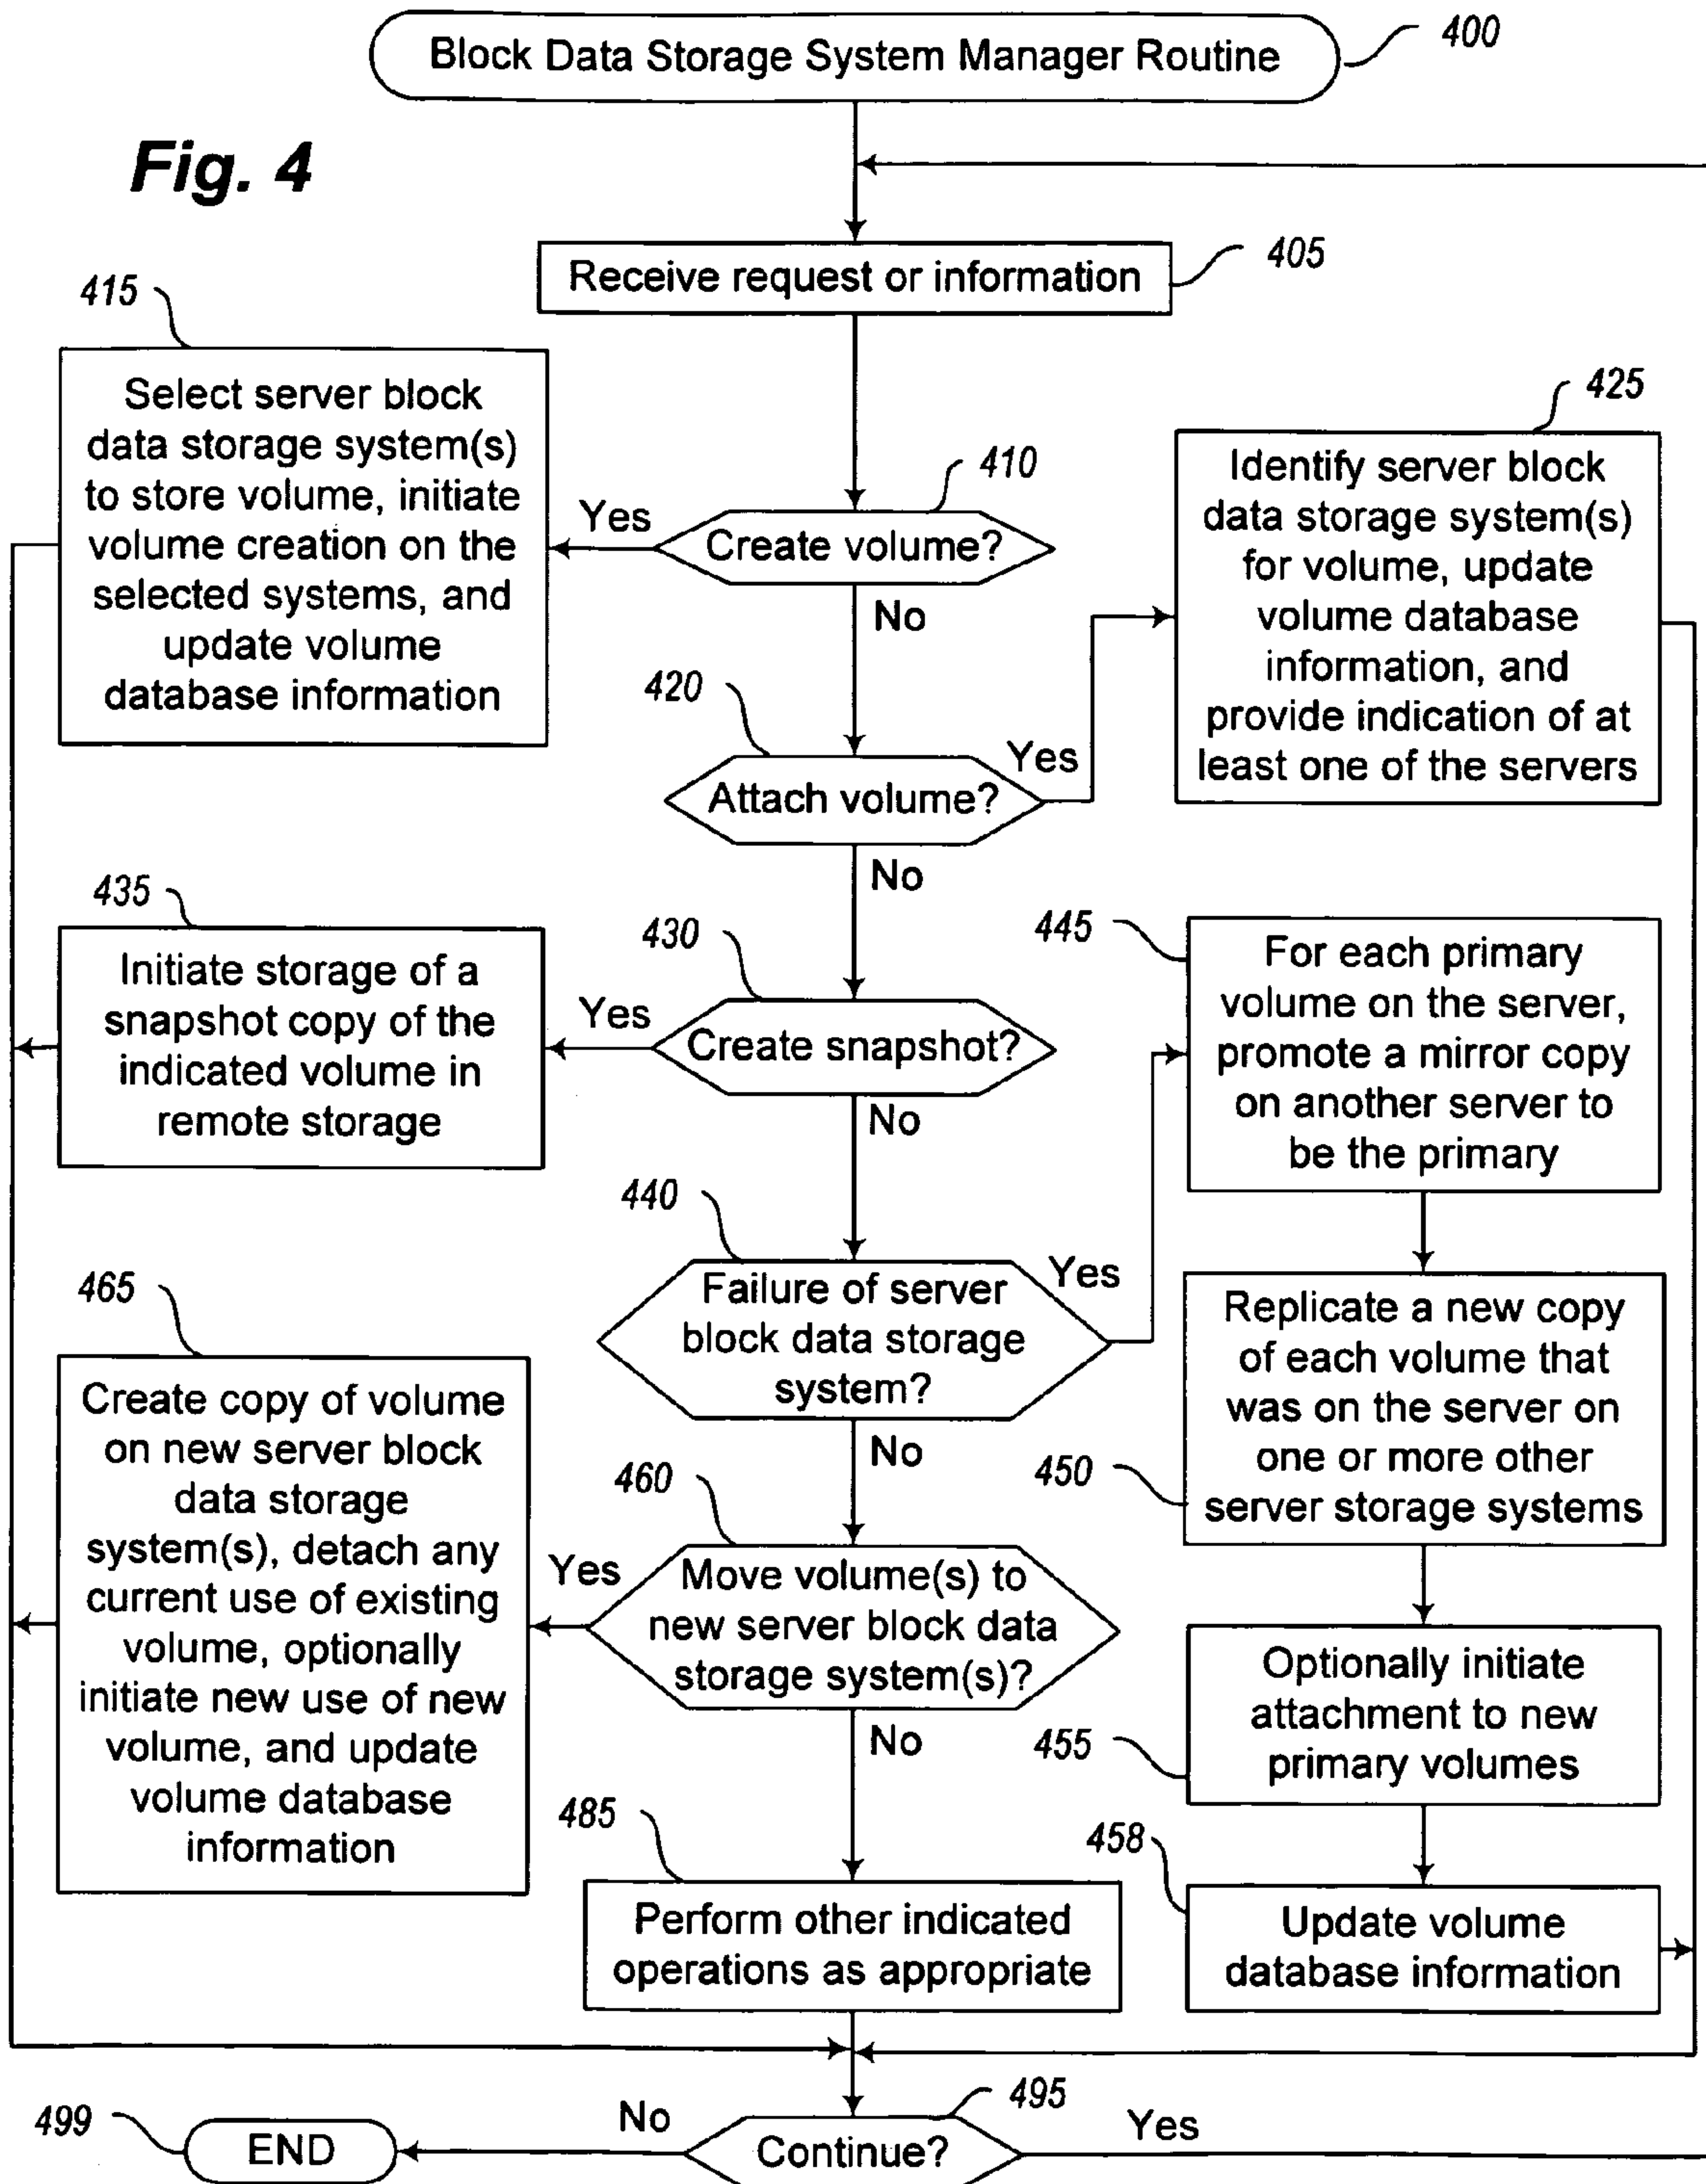 Block Data Storage System Manager Routine
400
Fig. 4
Receive request or information
405
415
Select server block
data storage system(s)
to store volume, initiate
volume creation on the
selected systems, and
update volume
database information
Yes
410
Create volume?
No
425
Identify server block
data storage system(s)
for volume, update
volume database
information, and
provide indication of at
least one of the servers
420
Attach volume?
Yes
No
435
Initiate storage of a
snapshot copy of the
indicated volume in
remote storage
Yes
430
Create snapshot?
No
445
For each primary
volume on the server,
promote a mirror copy
on another server to
be the primary
440
Failure of server
block data storage
system?
Yes
No
450
Replicate a new copy
of each volume that
was on the server on
one or more other
server storage systems
465
Create copy of volume
on new server block
data storage
system(s), detach any
current use of existing
volume, optionally
initiate new use of new
volume, and update
volume database
information
Yes
460
Move volume(s) to
new server block data
storage system(s)?
No
455
Optionally initiate
attachment to new
primary volumes
485
Perform other indicated
operations as appropriate
458
Update volume
database information
499
END
No
495
Continue?
Yes